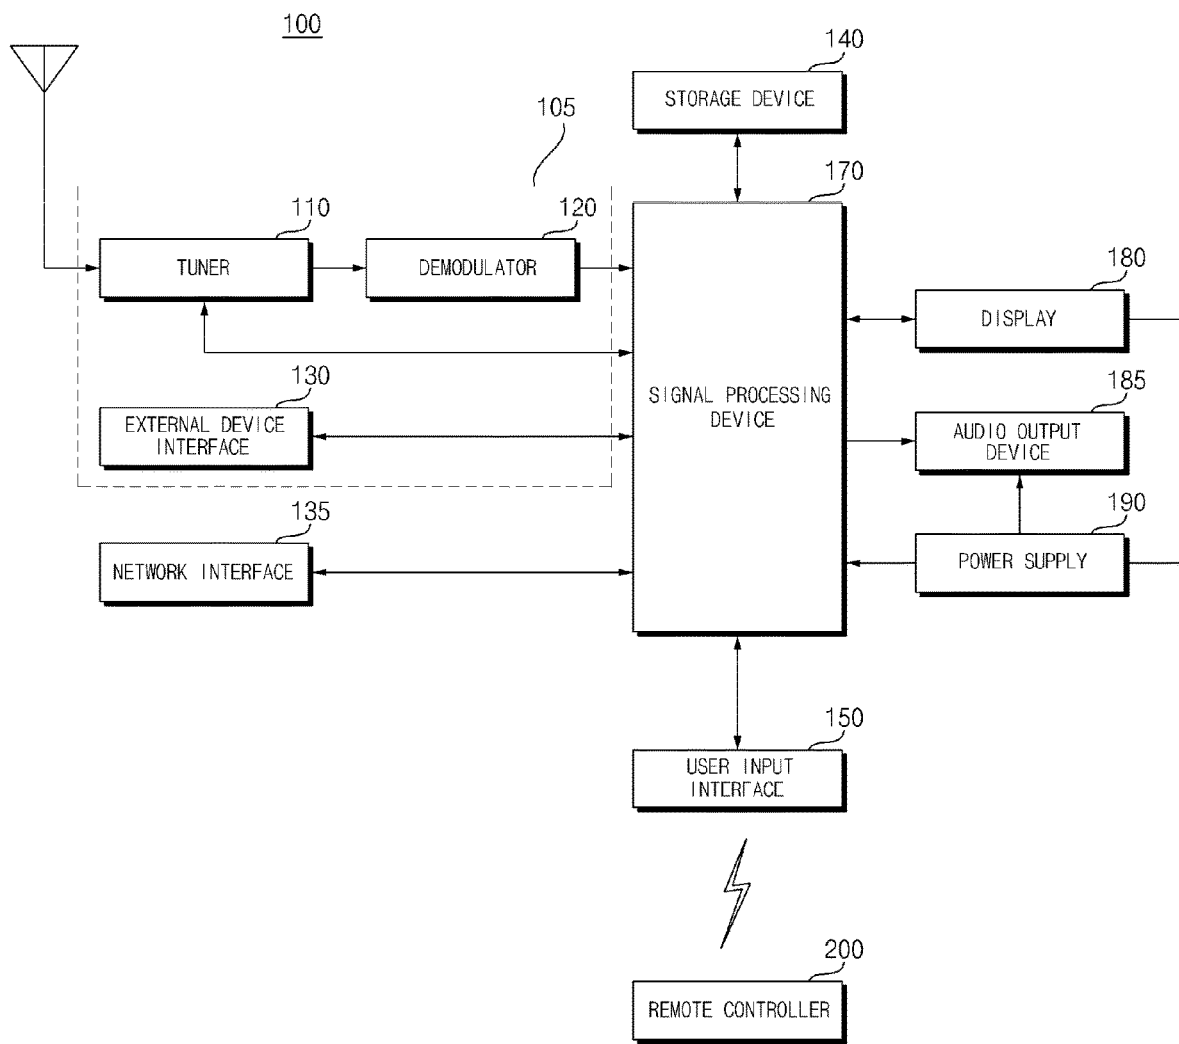 100
140
STORAGE DEVICE
105
170
110
120
TUNER
DEMODULATOR
180
DISPLAY
130
EXTERNAL DEVICE
INTERFACE
SIGNAL PROCESSING
DEVICE
185
AUDIO OUTPUT
DEVICE
135
NETWORK INTERFACE
190
POWER SUPPLY
150
USER INPUT
INTERFACE
200
REMOTE CONTROLLER